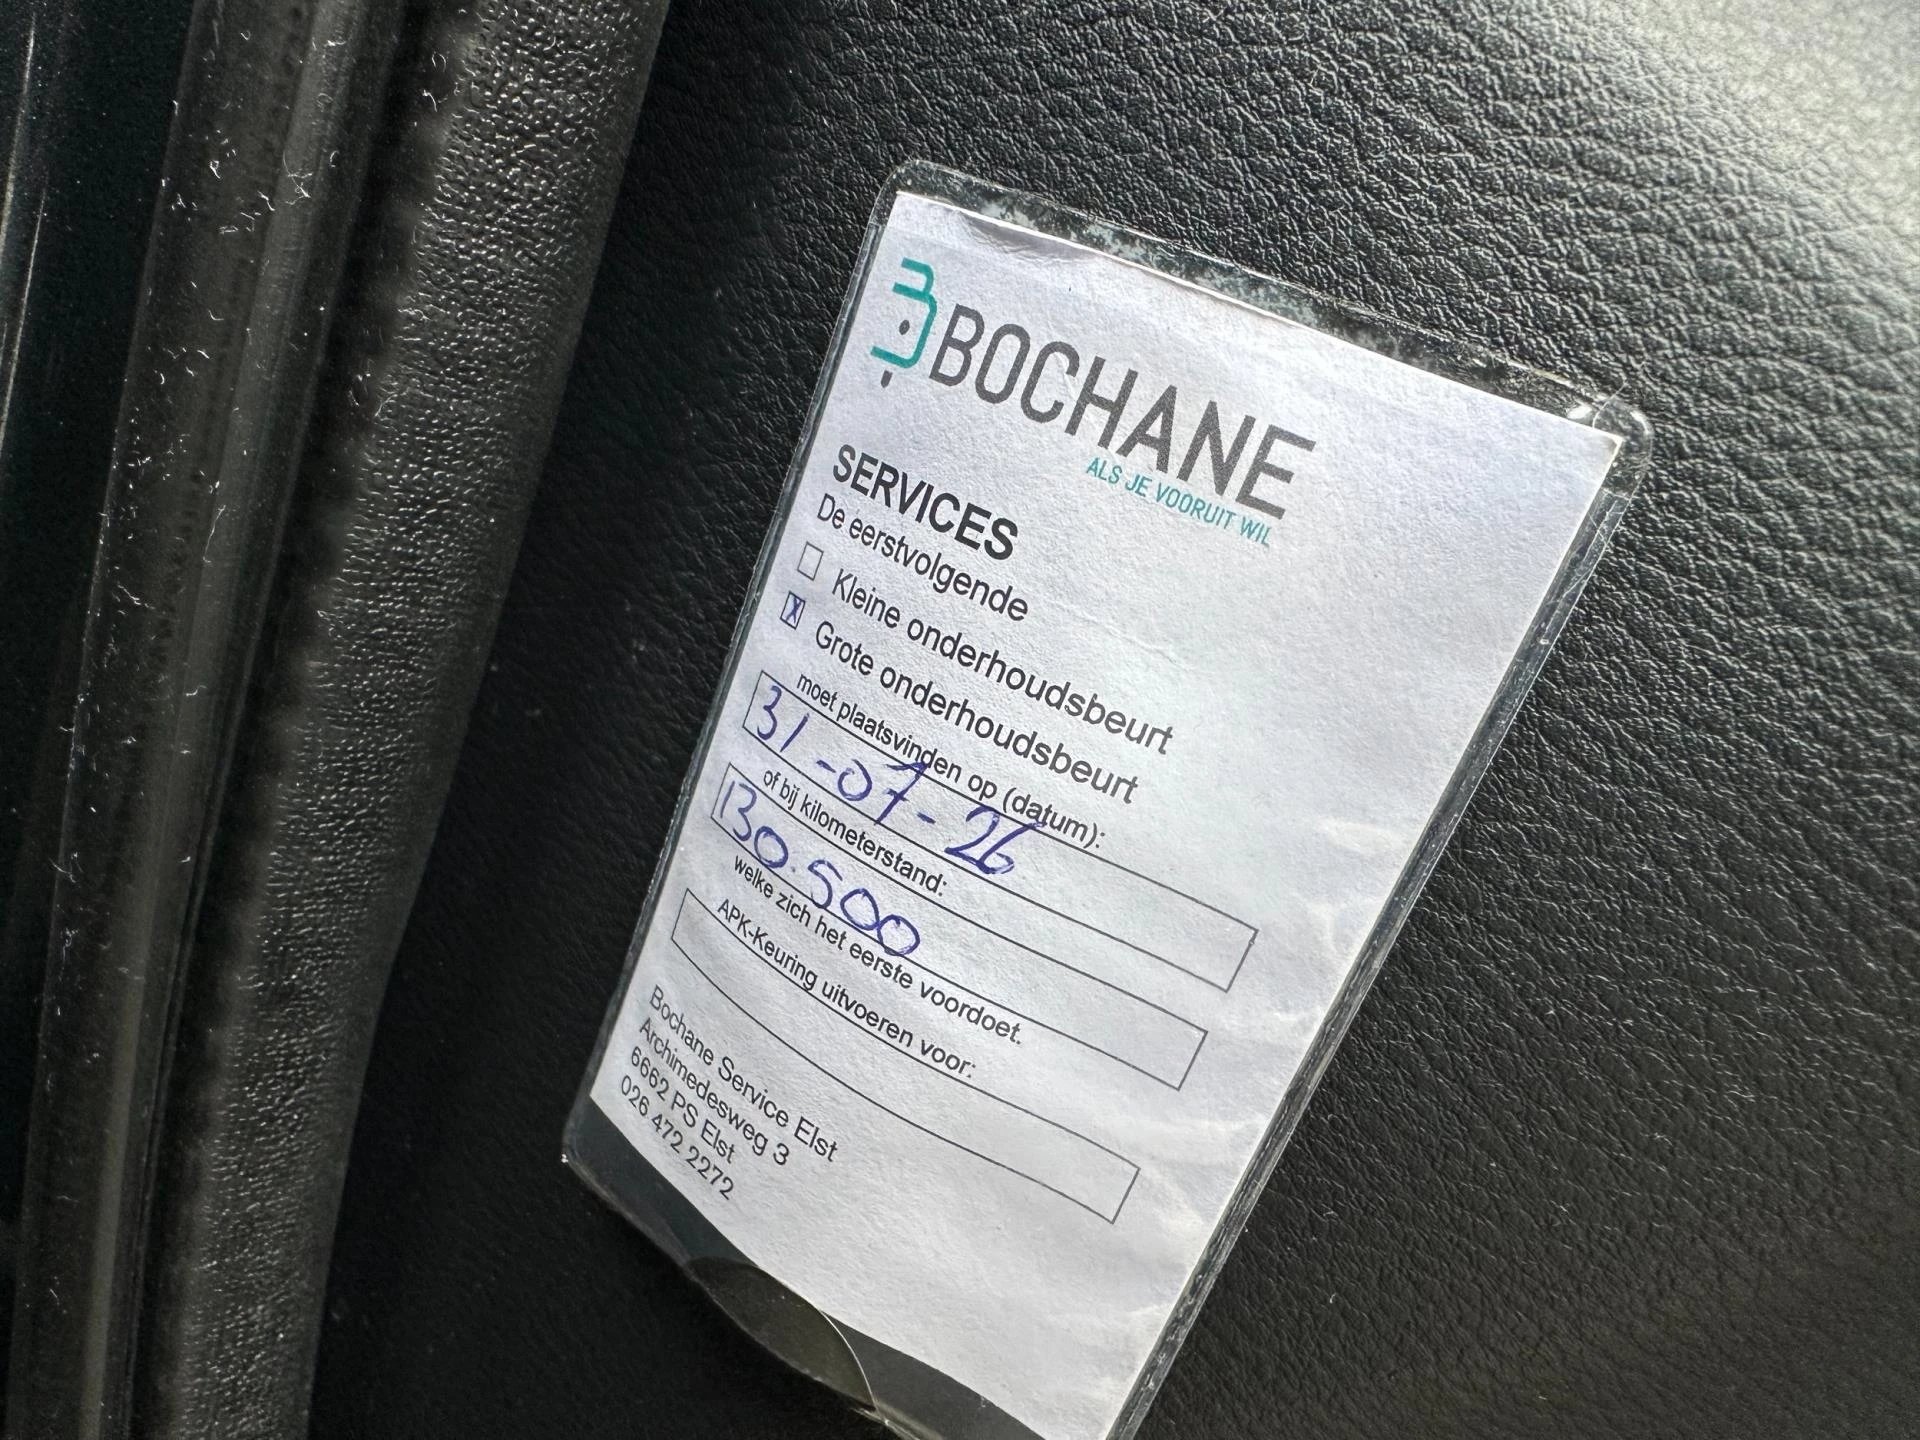 BOCHANE
ALS JE VOORUIT WIL
SERVICES
De eerstvolgende
Kleine onderhoudsbeurt
X Grote onderhoudsbeurt
moet plaatsvinden op (datum):
31-07-26
of bij kilometerstand:
130.500
welke zich het eerste voordoet.
APK-Keuring uitvoeren voor:
Bochane Service Elst
Archimedesweg 3
6662 PS Elst
026 472 2272